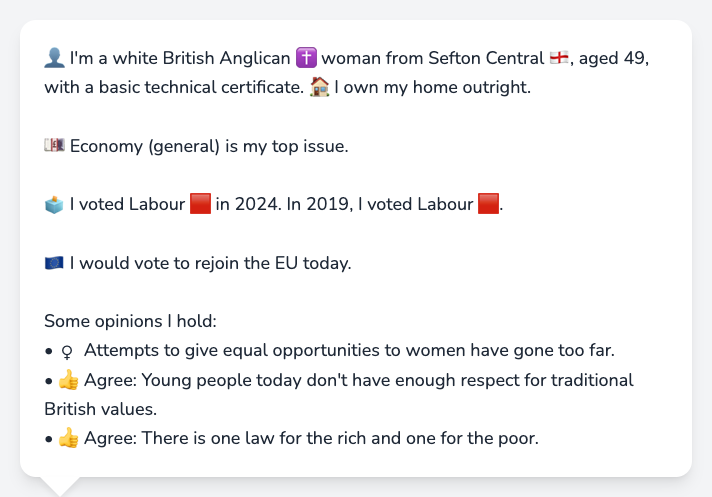 👤 I'm a white British Anglican ✝️ woman from Sefton Central 🏴󠁧󠁢󠁥󠁮󠁧󠁿, aged 49,
with a basic technical certificate. 🏠 I own my home outright.
💷 Economy (general) is my top issue.
🗳️ I voted Labour 🟥 in 2024. In 2019, I voted Labour 🟥.
🇪🇺 I would vote to rejoin the EU today.
Some opinions I hold:
• ♀ Attempts to give equal opportunities to women have gone too far.
• 👍 Agree: Young people today don't have enough respect for traditional
British values.
• 👍 Agree: There is one law for the rich and one for the poor.